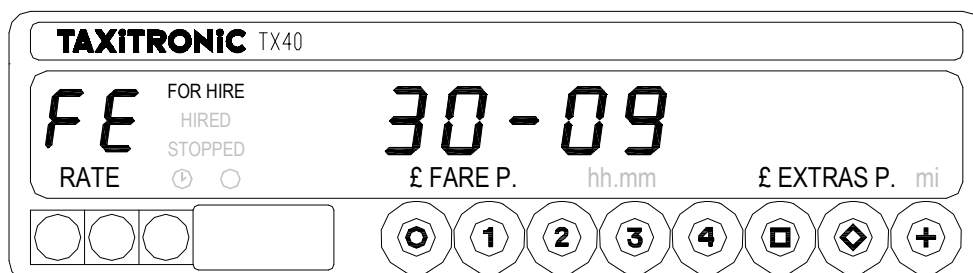 TAXiTRONiC TX40
FE FOR HIRE 30-09
HIRED
STOPPED
RATE £ FARE P. hh.mm £ EXTRAS P. mi
1 2 3 4 +